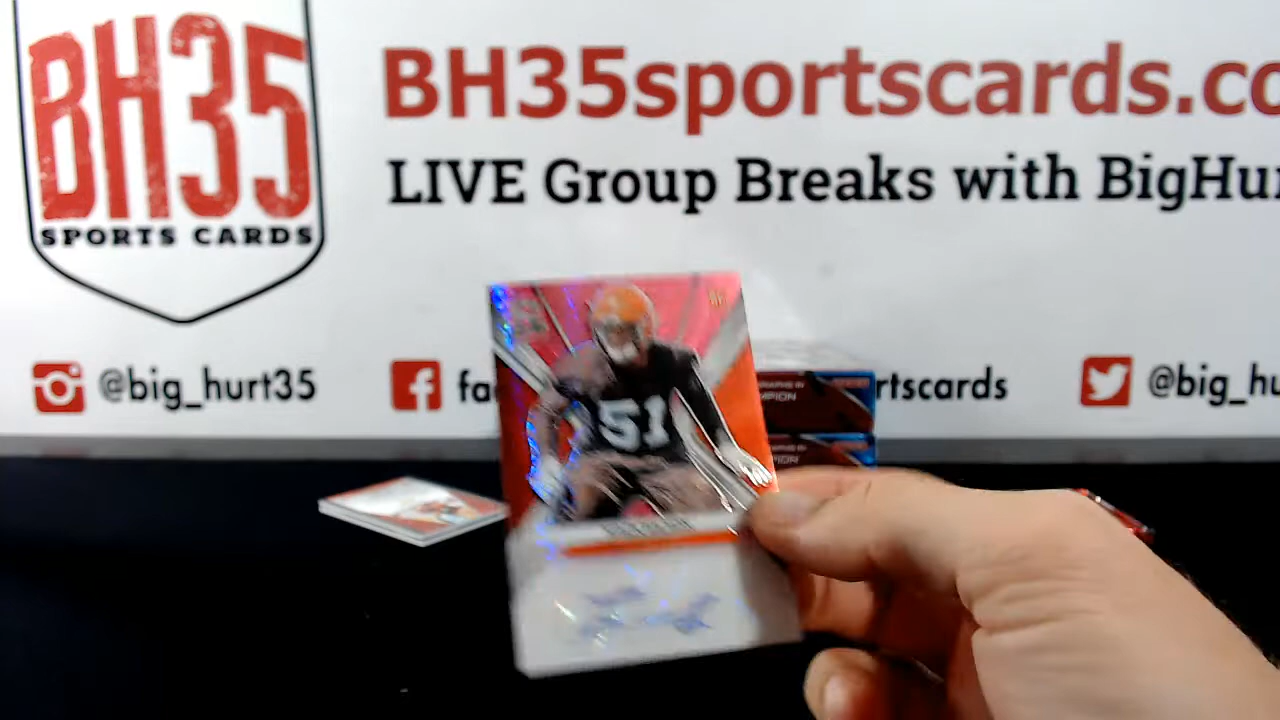 BH35
SPORTS CARDS
BH35sportscards.co
LIVE Group Breaks with BigHu
@big_hurt35
fa
rtscards
@big_hu
51